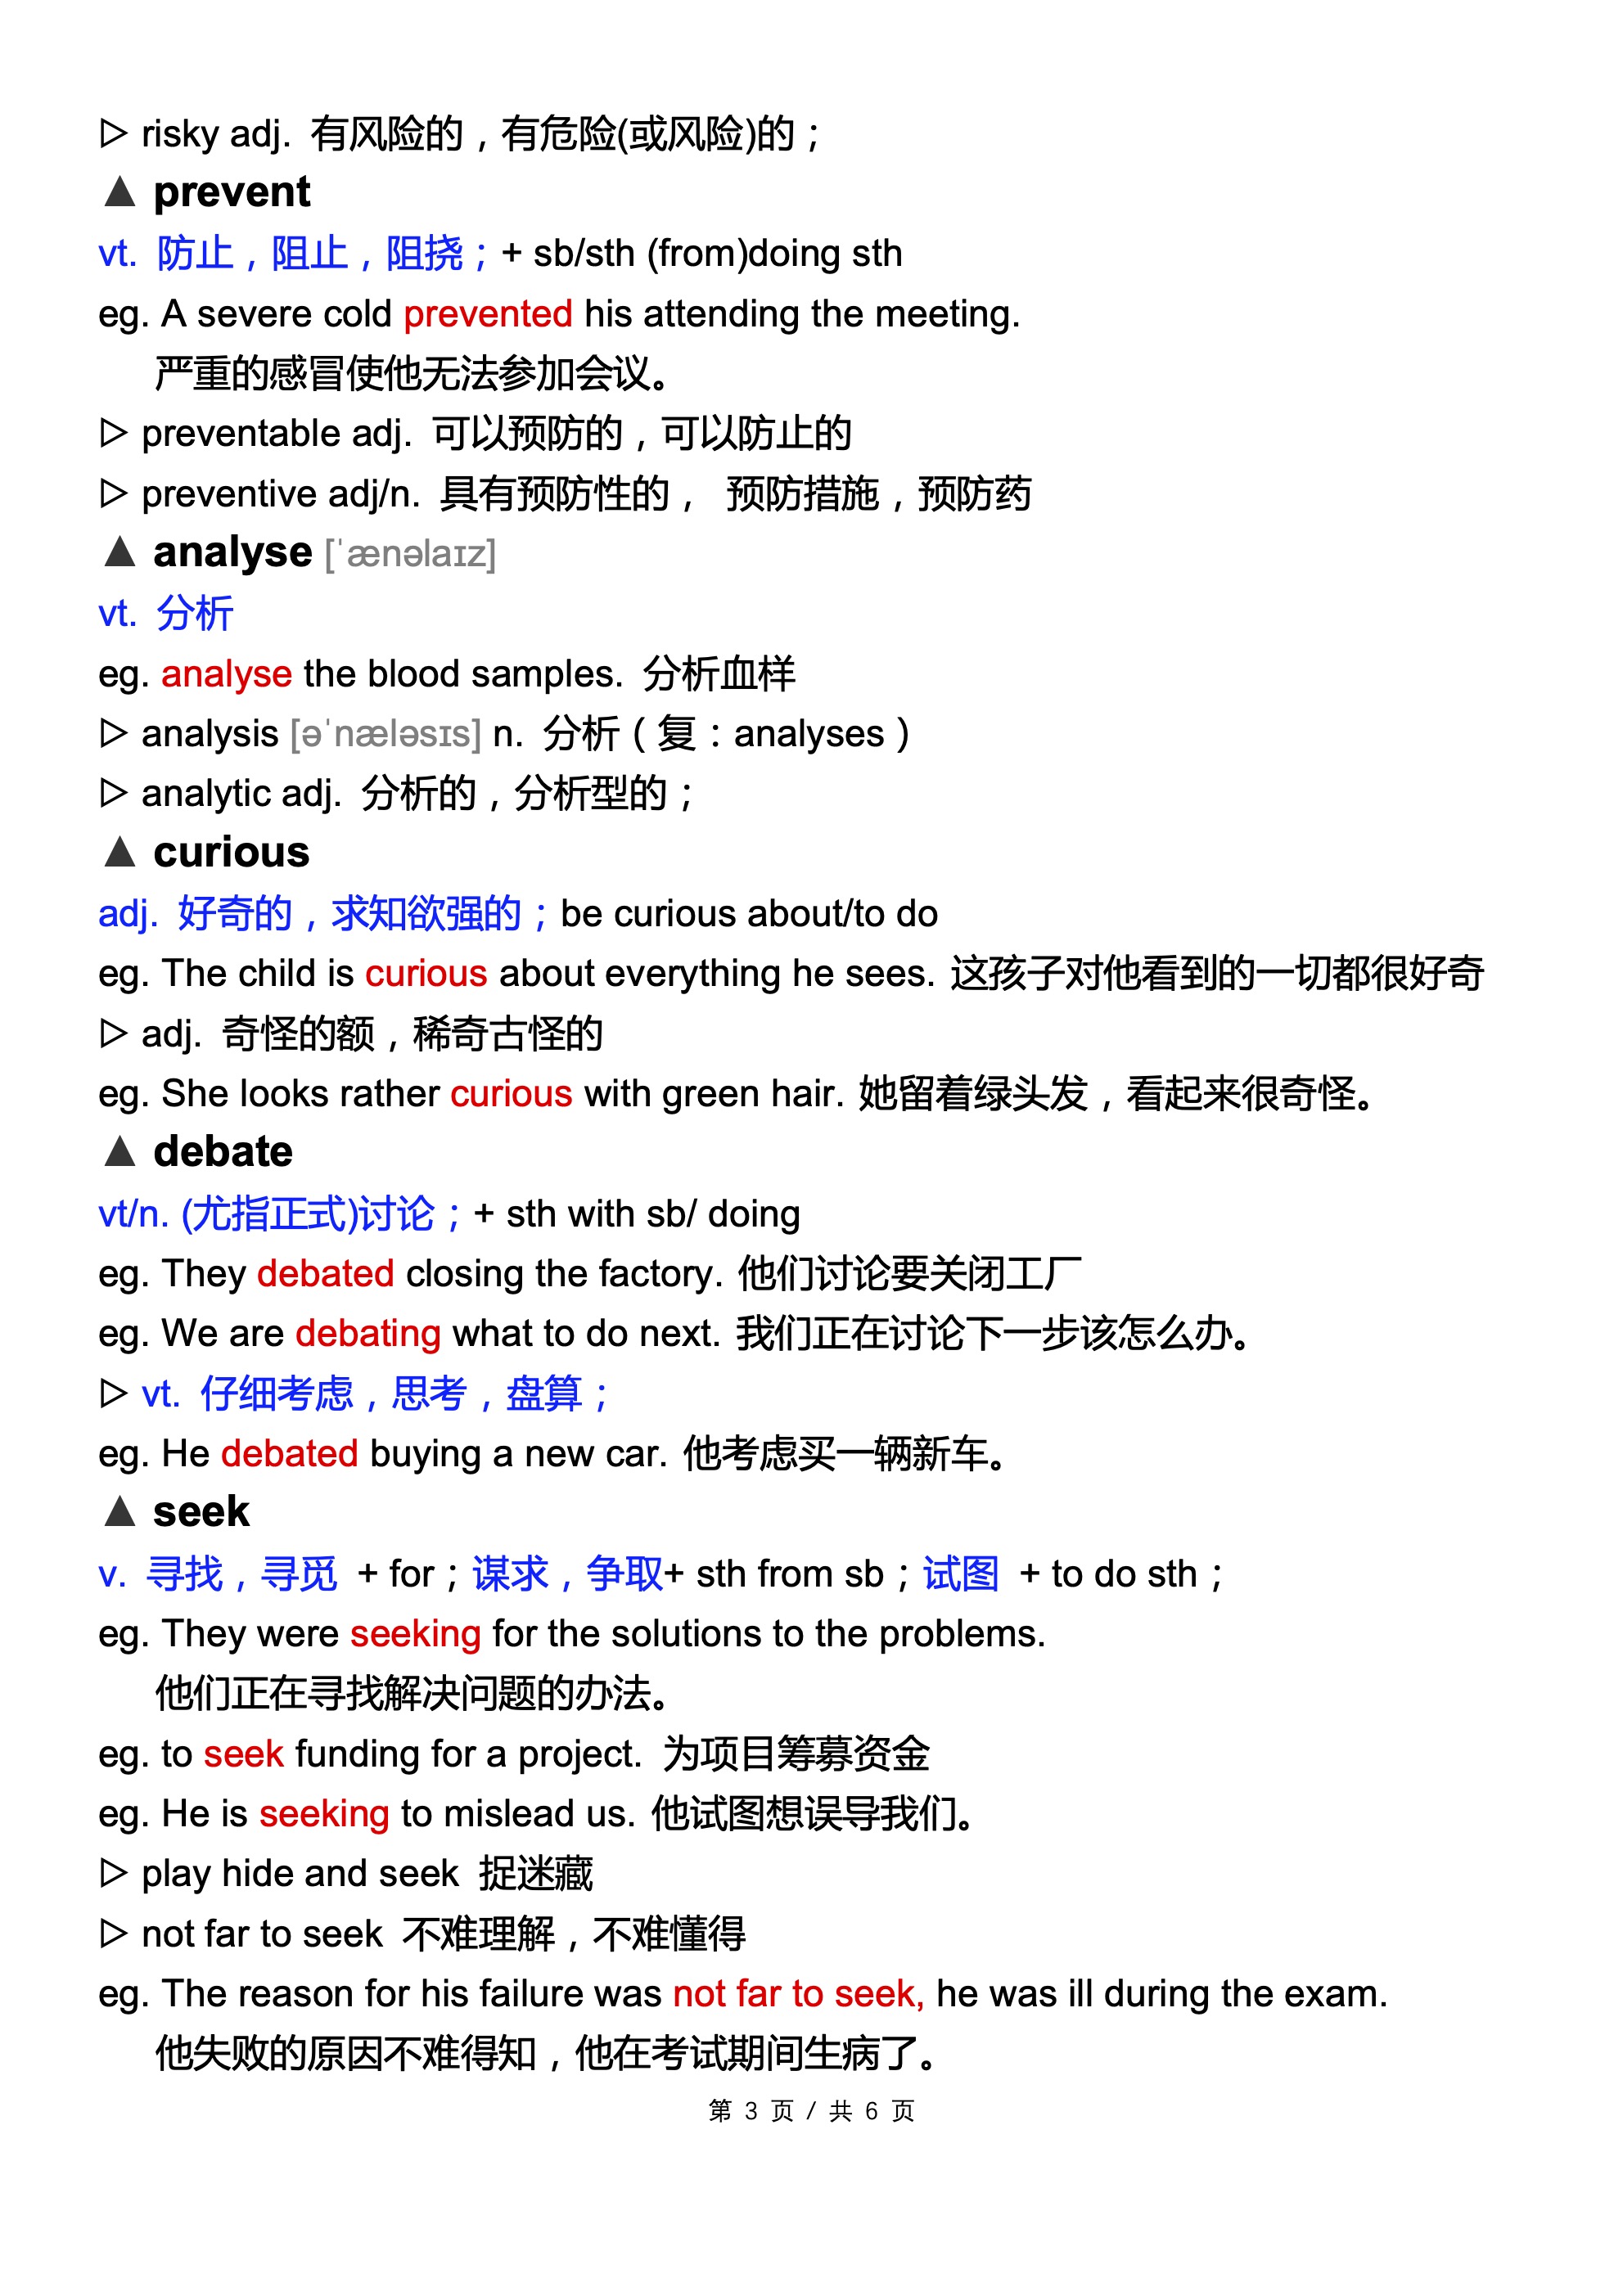 ▷ risky adj. 有风险的，有危险(或风险)的；
▲ prevent
vt. 防止，阻止，阻挠；+ sb/sth (from)doing sth
eg. A severe cold prevented his attending the meeting.
严重的感冒使他无法参加会议。
▷ preventable adj. 可以预防的，可以防止的
▷ preventive adj/n. 具有预防性的， 预防措施，预防药
▲ analyse [ˈænəlaɪz]
vt. 分析
eg. analyse the blood samples. 分析血样
▷ analysis [əˈnæləsɪs] n. 分析（复：analyses）
▷ analytic adj. 分析的，分析型的；
▲ curious
adj. 好奇的，求知欲强的；be curious about/to do
eg. The child is curious about everything he sees. 这孩子对他看到的一切都很好奇
▷ adj. 奇怪的额，稀奇古怪的
eg. She looks rather curious with green hair. 她留着绿头发，看起来很奇怪。
▲ debate
vt/n. (尤指正式)讨论；+ sth with sb/ doing
eg. They debated closing the factory. 他们讨论要关闭工厂
eg. We are debating what to do next. 我们正在讨论下一步该怎么办。
▷ vt. 仔细考虑，思考，盘算；
eg. He debated buying a new car. 他考虑买一辆新车。
▲ seek
v. 寻找，寻觅 + for；谋求，争取+ sth from sb；试图 + to do sth；
eg. They were seeking for the solutions to the problems.
他们正在寻找解决问题的办法。
eg. to seek funding for a project. 为项目筹募资金
eg. He is seeking to mislead us. 他试图想误导我们。
▷ play hide and seek 捉迷藏
▷ not far to seek 不难理解，不难懂得
eg. The reason for his failure was not far to seek, he was ill during the exam.
他失败的原因不难得知，他在考试期间生病了。
第 3 页 / 共 6 页